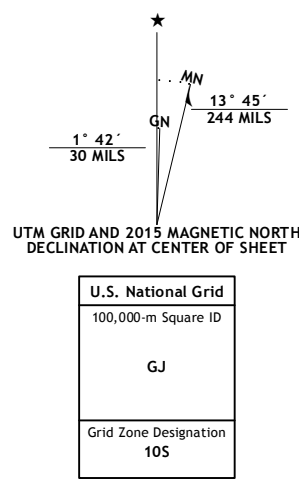 ★
MN
GN
13° 45´
244 MILS
1° 42´
30 MILS
UTM GRID AND 2015 MAGNETIC NORTH
DECLINATION AT CENTER OF SHEET
U.S. National Grid
100,000-m Square ID
GJ
Grid Zone Designation
10S